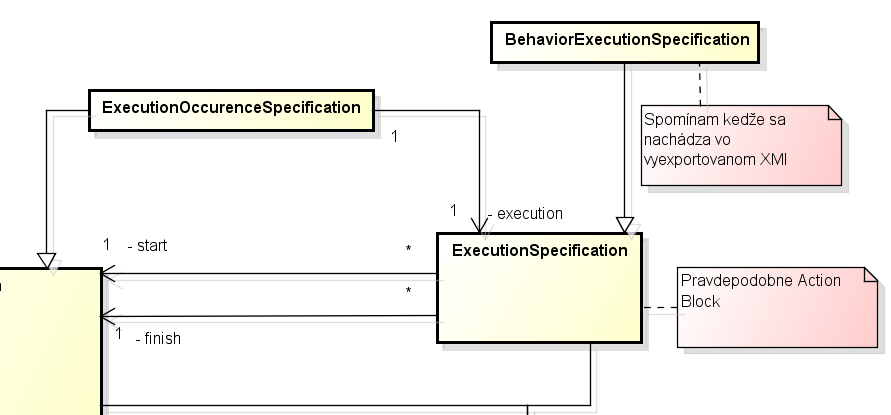 BehaviorExecutionSpecification
ExecutionOccurenceSpecification
Spomínam kedže sa
nachádza vo
vyexportovanom XMI
1
1
- execution
1
- start
*
ExecutionSpecification
*
Pravdepodobne Action
Block
1
- finish